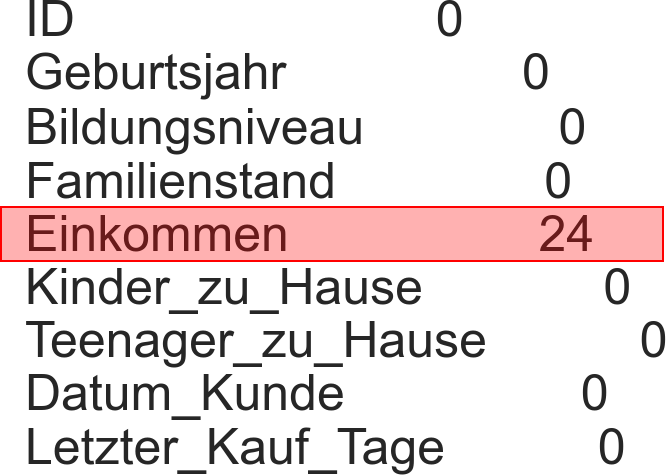 ID 0
Geburtsjahr 0
Bildungsniveau 0
Familienstand 0
Einkommen 24
Kinder_zu_Hause 0
Teenager_zu_Hause 0
Datum_Kunde 0
Letzter_Kauf_Tage 0